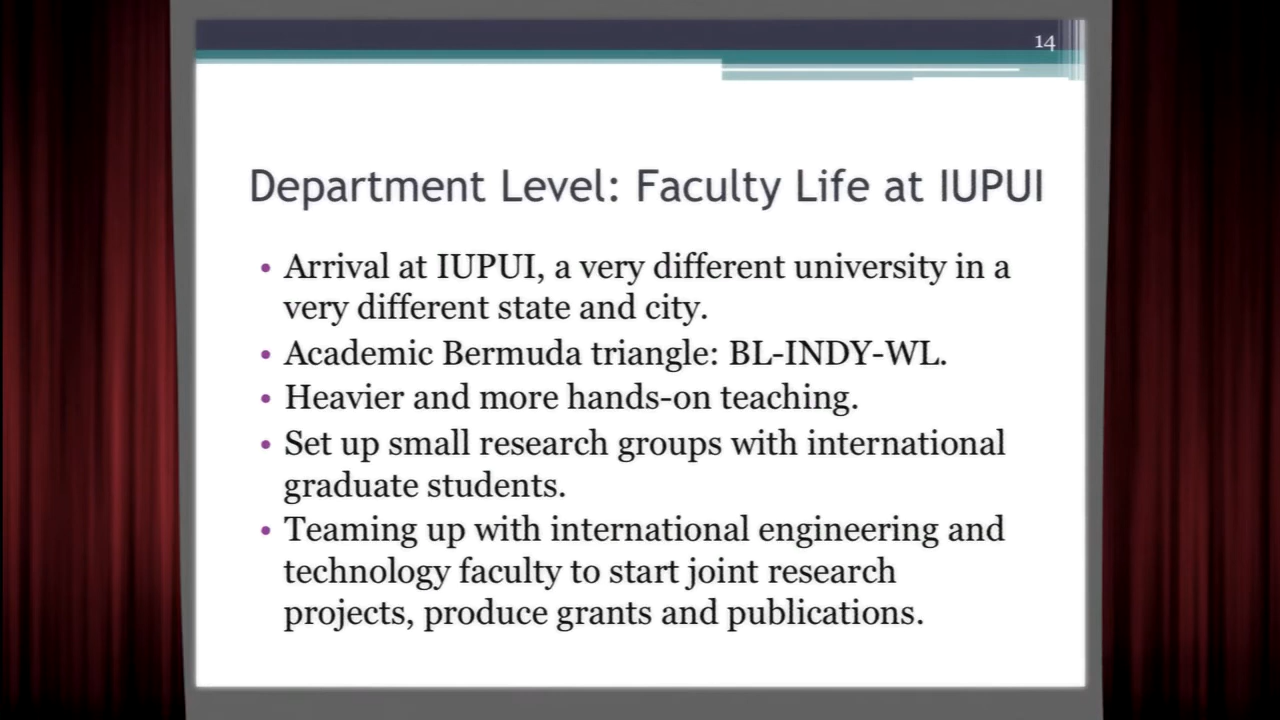 14
Department Level: Faculty Life at IUPUI
• Arrival at IUPUI, a very different university in a
very different state and city.
• Academic Bermuda triangle: BL-INDY-WL.
• Heavier and more hands-on teaching.
• Set up small research groups with international
graduate students.
• Teaming up with international engineering and
technology faculty to start joint research
projects, produce grants and publications.